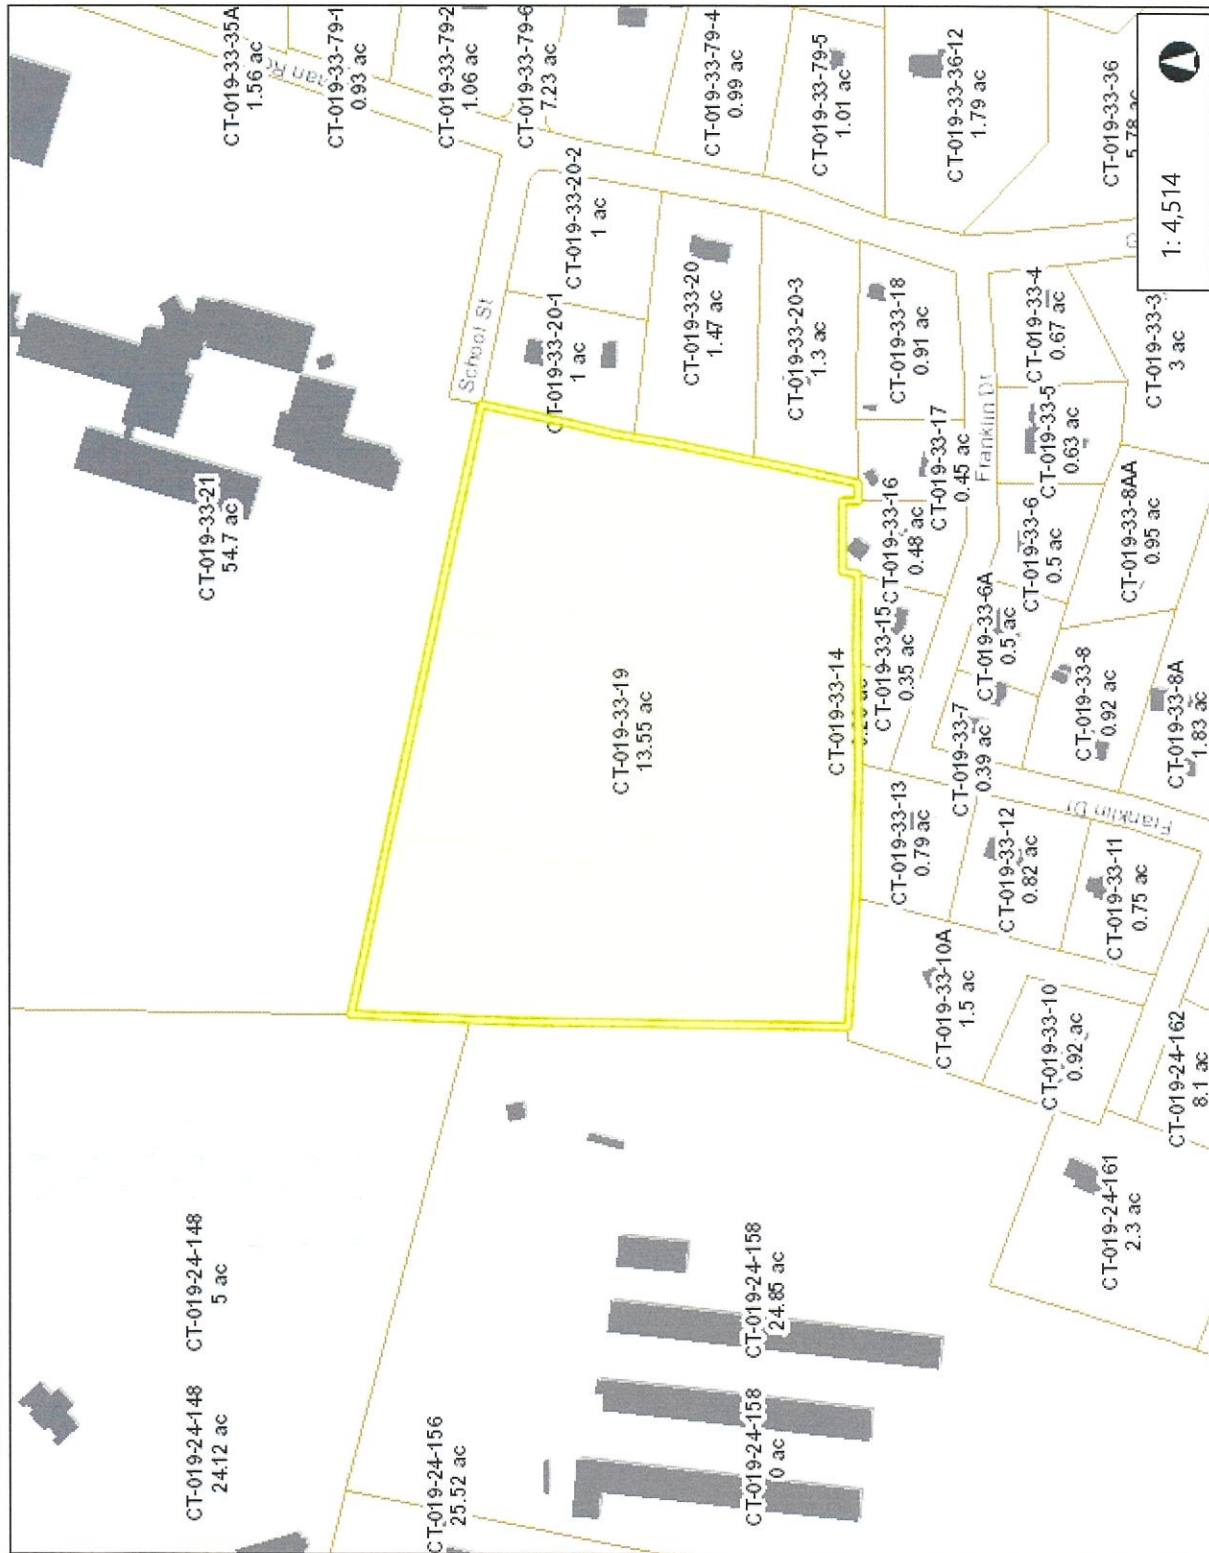 CT-019-33-35A
1.56 ac
CT-019-33-79-1
0.93 ac
CT-019-33-79-2
1.06 ac
CT-019-33-79-6
7.23 ac
CT-019-33-79-4
0.99 ac
CT-019-33-79-5
1.01 ac
CT-019-33-36-12
1.79 ac
CT-019-33-36
5.78 ac
1: 4,514
CT-019-33-20-2
1 ac
School St
CT-019-33-20-1
1 ac
CT-019-33-20
1.47 ac
CT-019-33-20-3
1.3 ac
CT-019-33-18
0.91 ac
CT-019-33-4
0.67 ac
CT-019-33-3
3 ac
CT-019-33-21
54.7 ac
CT-019-33-17
0.45 ac
Franklin Dr
CT-019-33-5
0.63 ac
CT-019-33-16
0.48 ac
CT-019-33-6
0.5 ac
CT-019-33-8AA
0.95 ac
CT-019-33-19
13.55 ac
CT-019-33-14
CT-019-33-15
0.35 ac
CT-019-33-6A
0.5 ac
CT-019-33-8
0.92 ac
CT-019-33-8A
1.83 ac
CT-019-33-7
0.39 ac
CT-019-33-13
0.79 ac
Franklin Dr
CT-019-33-12
0.82 ac
CT-019-33-11
0.75 ac
CT-019-33-10A
1.5 ac
CT-019-33-10
0.92 ac
CT-019-24-162
8.1 ac
CT-019-24-161
2.3 ac
CT-019-24-148
5 ac
CT-019-24-158
24.85 ac
CT-019-24-148
24.12 ac
CT-019-24-156
25.52 ac
CT-019-24-158
0 ac